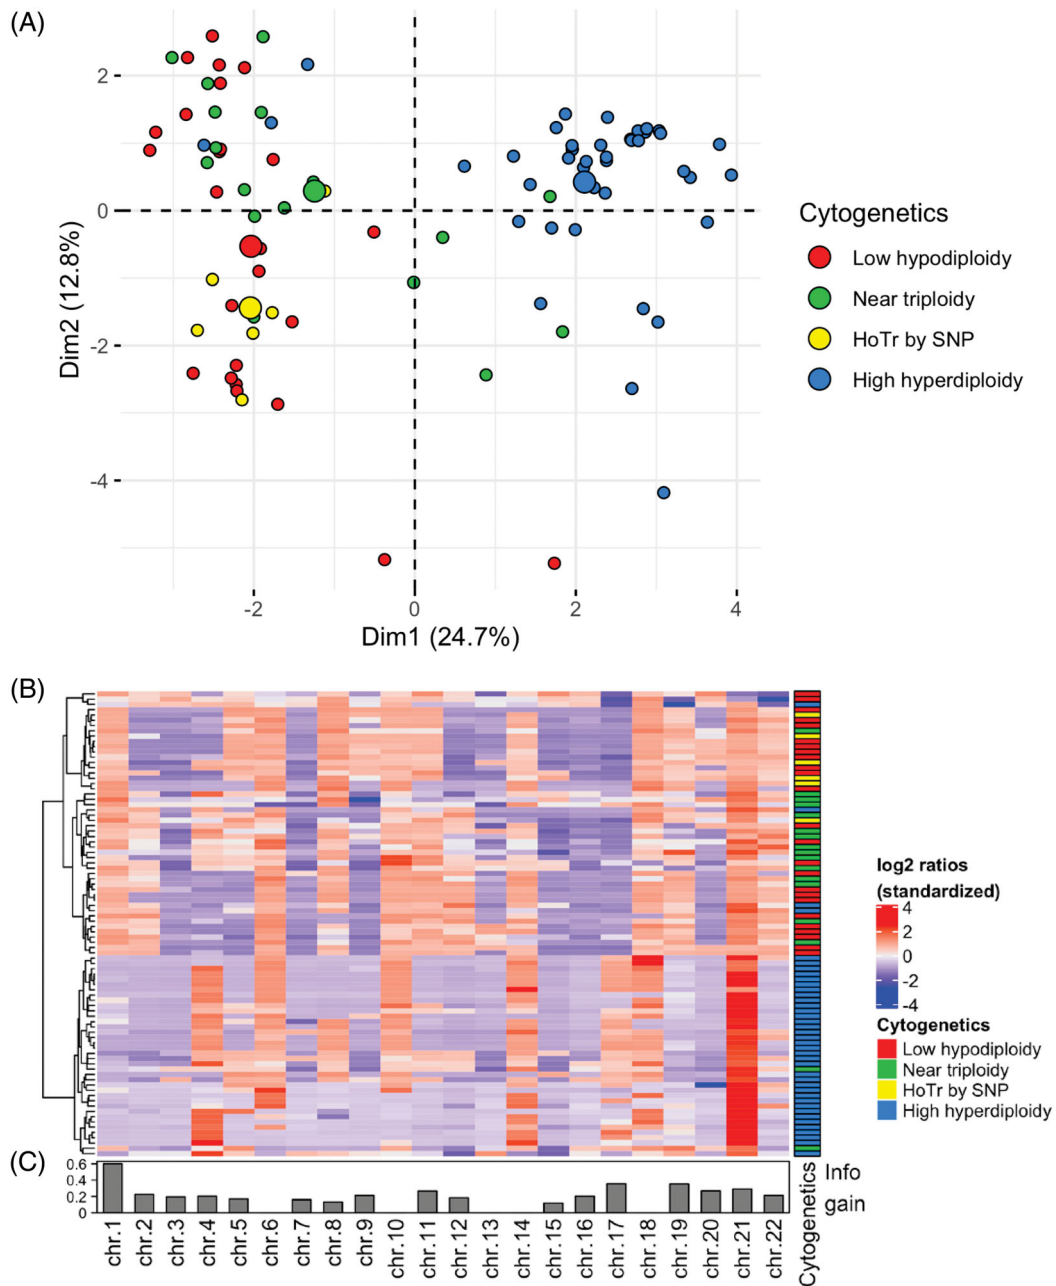 (A)
2
0
-2
-4
Dim2 (12.8%)
-2
0
2
4
Dim1 (24.7%)
Cytogenetics
Low hypodiploidy
Near triploidy
HoTr by SNP
High hyperdiploidy
(B)
log2 ratios
(standardized)
4
2
0
-2
-4
Cytogenetics
Low hypodiploidy
Near triploidy
HoTr by SNP
High hyperdiploidy
(C)
0.6
0.4
0.2
0
Info
gain
chr.1
chr.2
chr.3
chr.4
chr.5
chr.6
chr.7
chr.8
chr.9
chr.10
chr.11
chr.12
chr.13
chr.14
chr.15
chr.16
chr.17
chr.18
chr.19
chr.20
chr.21
chr.22
Cytogenetics